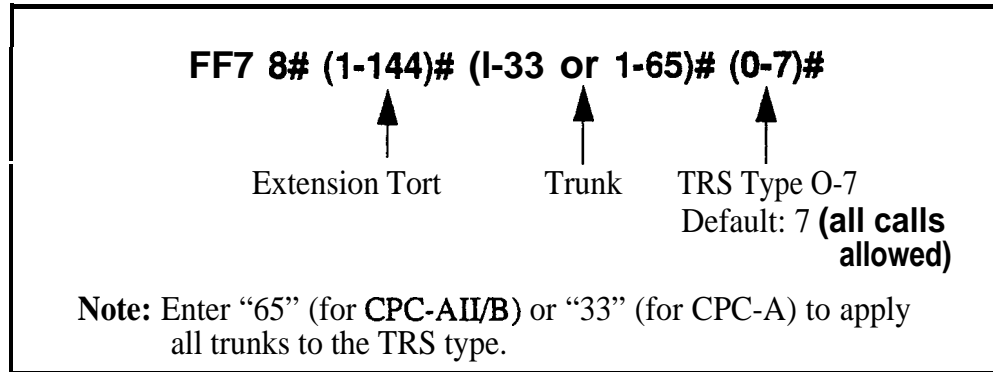 FF7 8# (1-144)# (I-33 or 1-65)# (0-7)#
Extension Tort Trunk TRS Type O-7
Default: 7 (all calls
allowed)
Note: Enter “65” (for CPC-AII/B) or “33” (for CPC-A) to apply
all trunks to the TRS type.